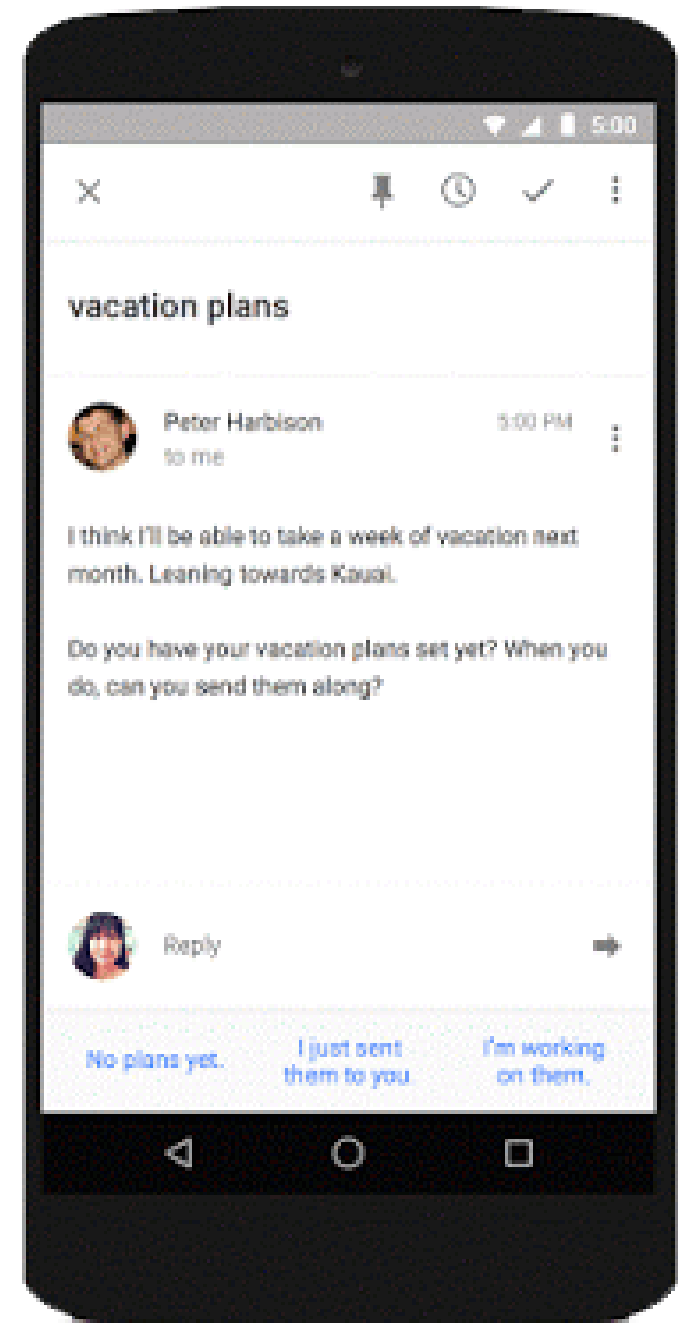 5:00
vacation plans
Peter Harbison
5:00 PM
to me
I think I'll be able to take a week of vacation next
month. Leaning towards Kauai.
Do you have your vacation plans set yet? When you
do, can you send them along?
Reply
No plans yet.
I just sent
them to you
I'm working
on them.